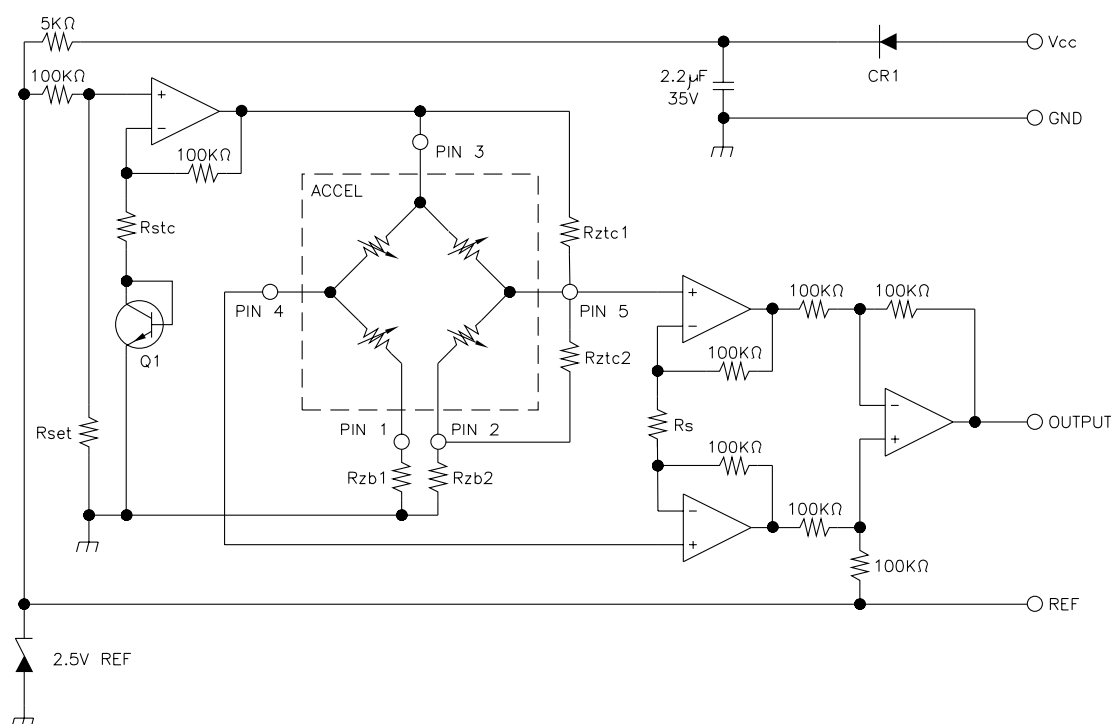 5KΩ
Vcc
100KΩ
2.2µF
35V
CR1
GND
+
−
100KΩ
PIN 3
ACCEL
Rstc
Rztc1
PIN 4
PIN 5
+
−
100KΩ
100KΩ
Q1
Rztc2
100KΩ
Rset
PIN 1
PIN 2
Rs
−
+
OUTPUT
Rzb1
Rzb2
100KΩ
−
+
100KΩ
100KΩ
REF
2.5V REF